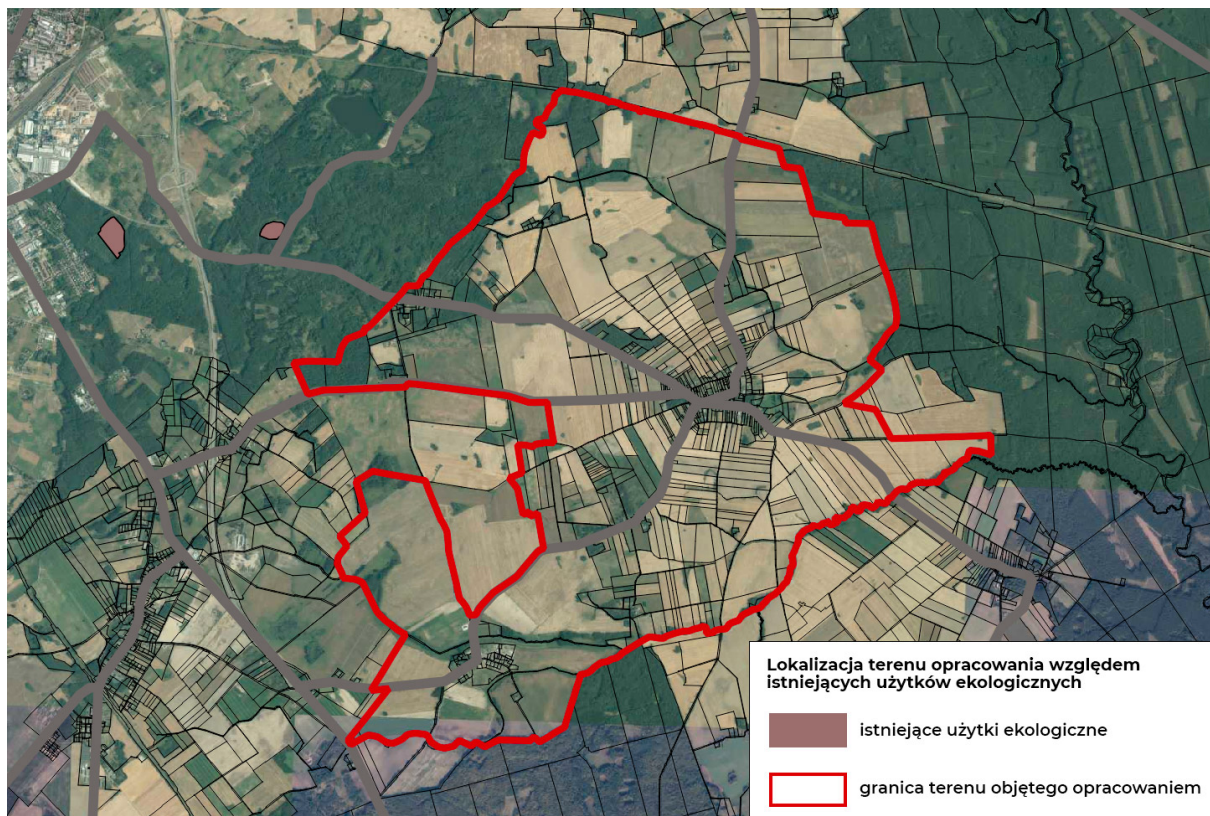 Lokalizacja terenu opracowania względem
istniejących użytków ekologicznych
istniejące użytki ekologiczne
granica terenu objętego opracowaniem